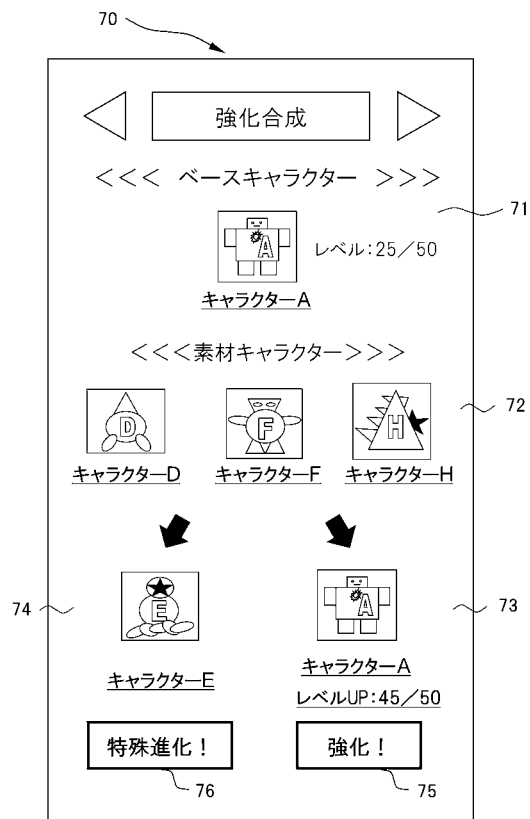 70
強化合成
<<< ベースキャラクター >>>
71
A
レベル:25/50
キャラクターA
<<<素材キャラクター>>>
D
F
H
72
キャラクターD
キャラクターF
キャラクターH
74
E
A
73
キャラクターE
キャラクターA
レベルUP:45/50
特殊進化!
強化!
76
75